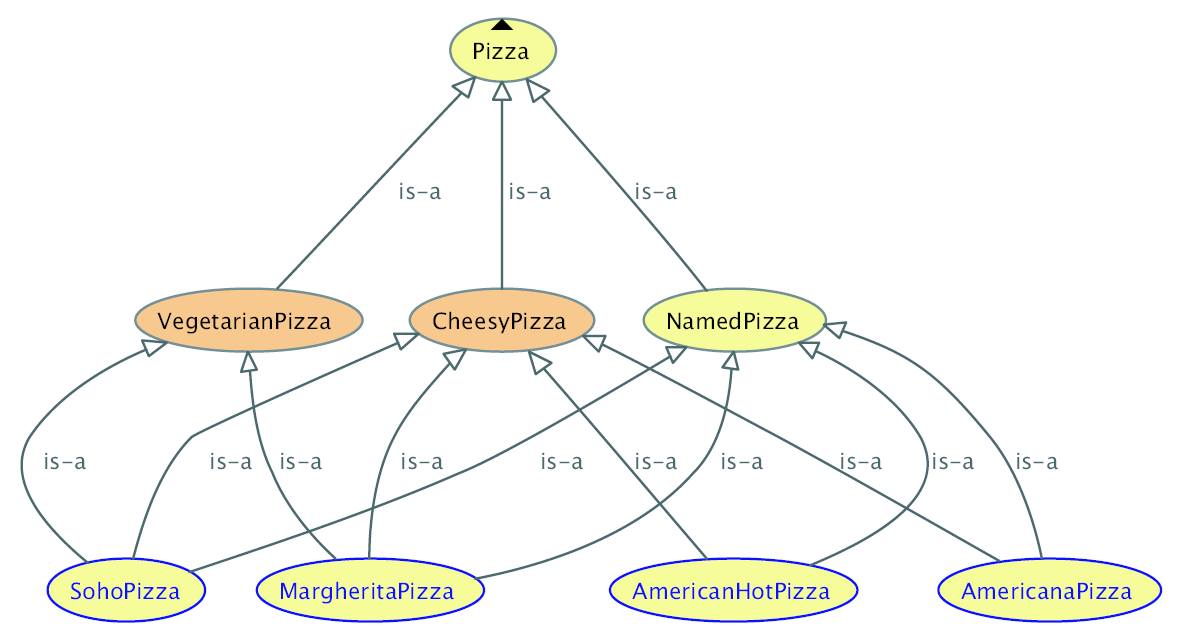 Pizza
is-a
is-a
is-a
VegetarianPizza
CheesyPizza
NamedPizza
is-a
is-a
is-a
is-a
is-a
is-a
is-a
is-a
is-a
is-a
SohoPizza
MargheritaPizza
AmericanHotPizza
AmericanaPizza